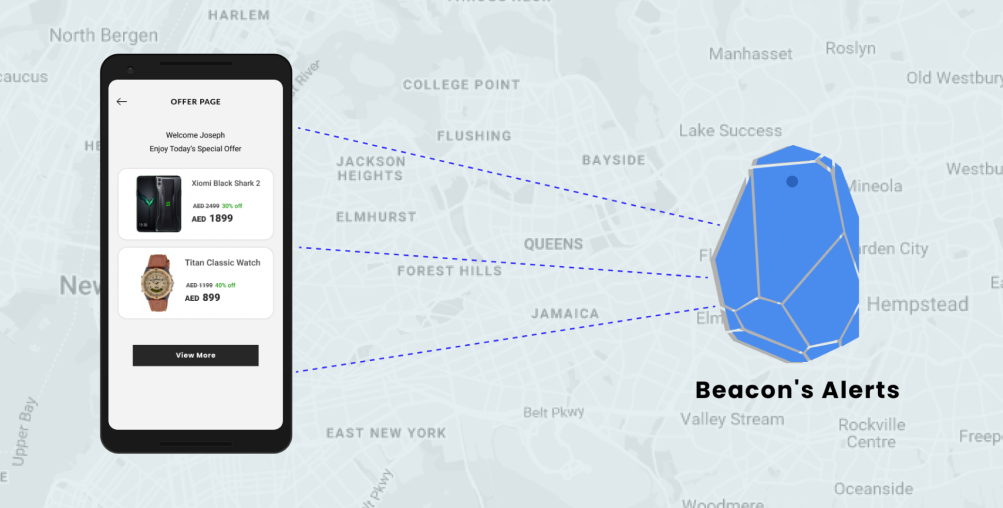 HARLEM
North Bergen
Manhasset
Roslyn
caucus
Old Westbury
COLLEGE POINT
OFFER PAGE
Welcome Joseph
Enjoy Today's Special Offer
FLUSHING
Lake Success
JACKSON
HEIGHTS
BAYSIDE
Westbu
Xiomi Black Shark 2
AED 2499 30% off
AED 1899
Mineola
ELMHURST
QUEENS
rden City
Titan Classic Watch
AED 1199 40% off
AED 899
FOREST HILLS
New
Hempstead
JAMAICA
Elm
View More
Beacon's Alerts
Belt Pkwy
Valley Stream
Upper Bay
EAST NEW YORK
Rockville
Centre
Freep
Oceanside
Woodmere